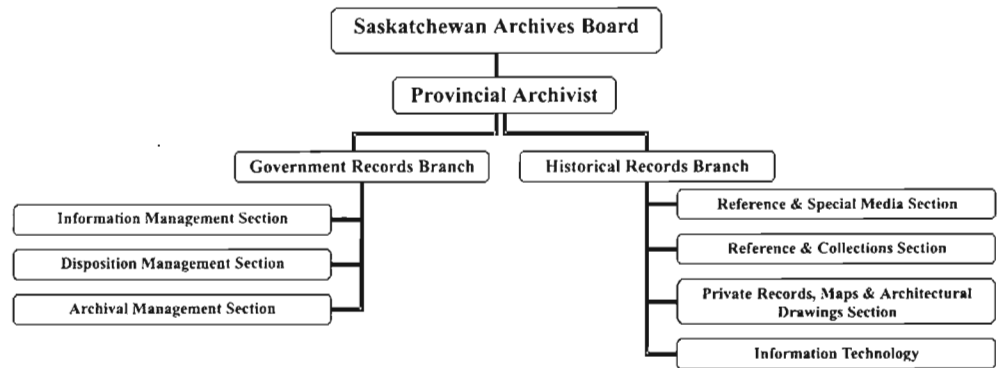 Saskatchewan Archives Board
Provincial Archivist
Government Records Branch
Historical Records Branch
Information Management Section
Disposition Management Section
Archival Management Section
Reference & Special Media Section
Reference & Collections Section
Private Records, Maps & Architectural
Drawings Section
Information Technology